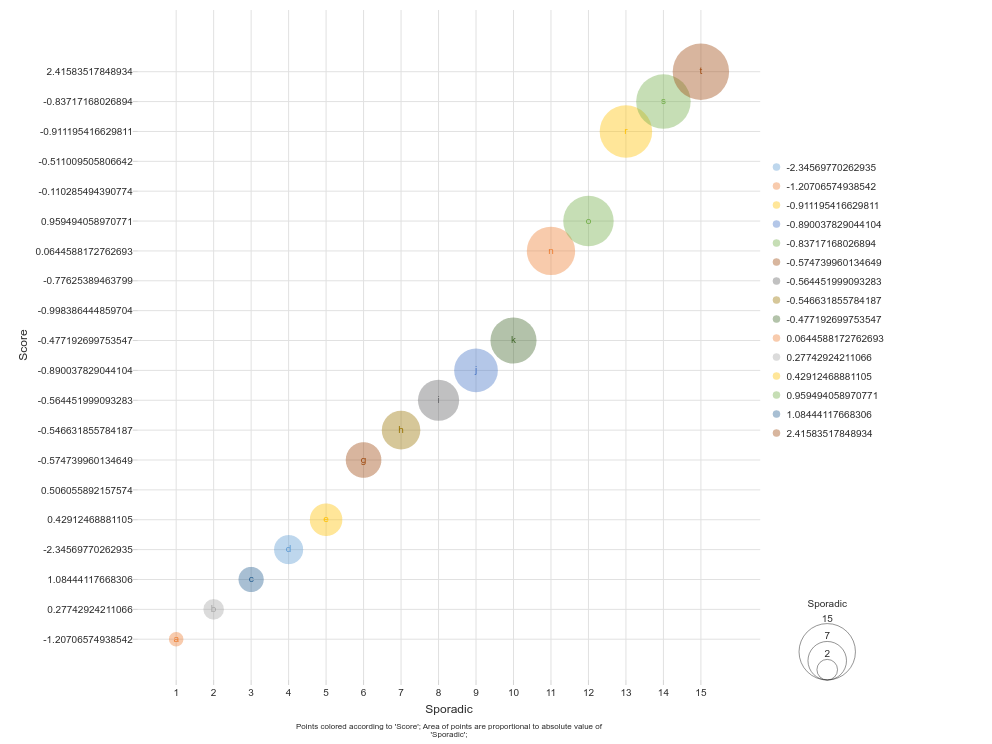 2.41583517848934
-0.83717168026894
-0.911195416629811
-0.511009505806642
-0.110285494390774
0.959494058970771
0.0644588172762693
-0.77625389463799
-0.998386444859704
-0.477192699753547
-0.890037829044104
-0.564451999093283
-0.546631855784187
-0.574739960134649
0.506055892157574
0.42912468881105
-2.34569770262935
1.08444117668306
0.27742924211066
-1.20706574938542
Score
t
s
r
o
n
k
j
i
h
g
e
d
c
b
a
1 2 3 4 5 6 7 8 9 10 11 12 13 14 15
Sporadic
Points colored according to 'Score'; Area of points are proportional to absolute value of
'Sporadic';
-2.34569770262935
-1.20706574938542
-0.911195416629811
-0.890037829044104
-0.83717168026894
-0.574739960134649
-0.564451999093283
-0.546631855784187
-0.477192699753547
0.0644588172762693
0.27742924211066
0.42912468881105
0.959494058970771
1.08444117668306
2.41583517848934
Sporadic
15
7
2